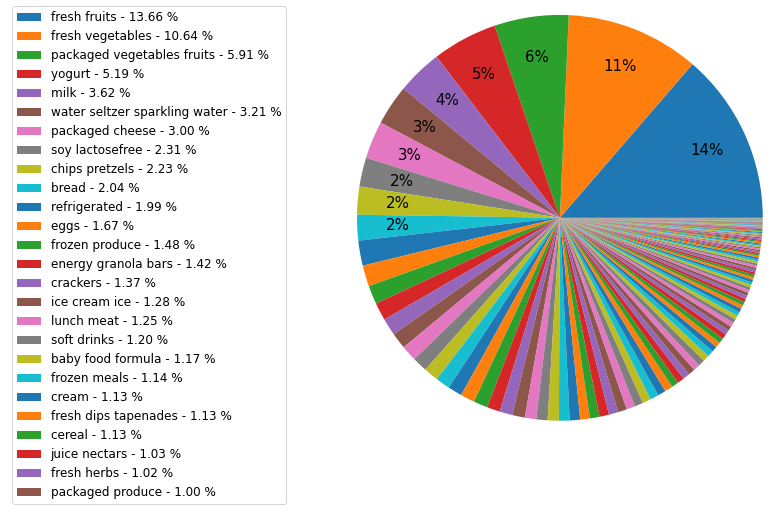 fresh fruits - 13.66 %
fresh vegetables - 10.64 %
packaged vegetables fruits - 5.91 %
yogurt - 5.19 %
milk - 3.62 %
water seltzer sparkling water - 3.21 %
packaged cheese - 3.00 %
soy lactosefree - 2.31 %
chips pretzels - 2.23 %
bread - 2.04 %
refrigerated - 1.99 %
eggs - 1.67 %
frozen produce - 1.48 %
energy granola bars - 1.42 %
crackers - 1.37 %
ice cream ice - 1.28 %
lunch meat - 1.25 %
soft drinks - 1.20 %
baby food formula - 1.17 %
frozen meals - 1.14 %
cream - 1.13 %
fresh dips tapenades - 1.13 %
cereal - 1.13 %
juice nectars - 1.03 %
fresh herbs - 1.02 %
packaged produce - 1.00 %
14%
11%
6%
5%
4%
3%
3%
2%
2%
2%